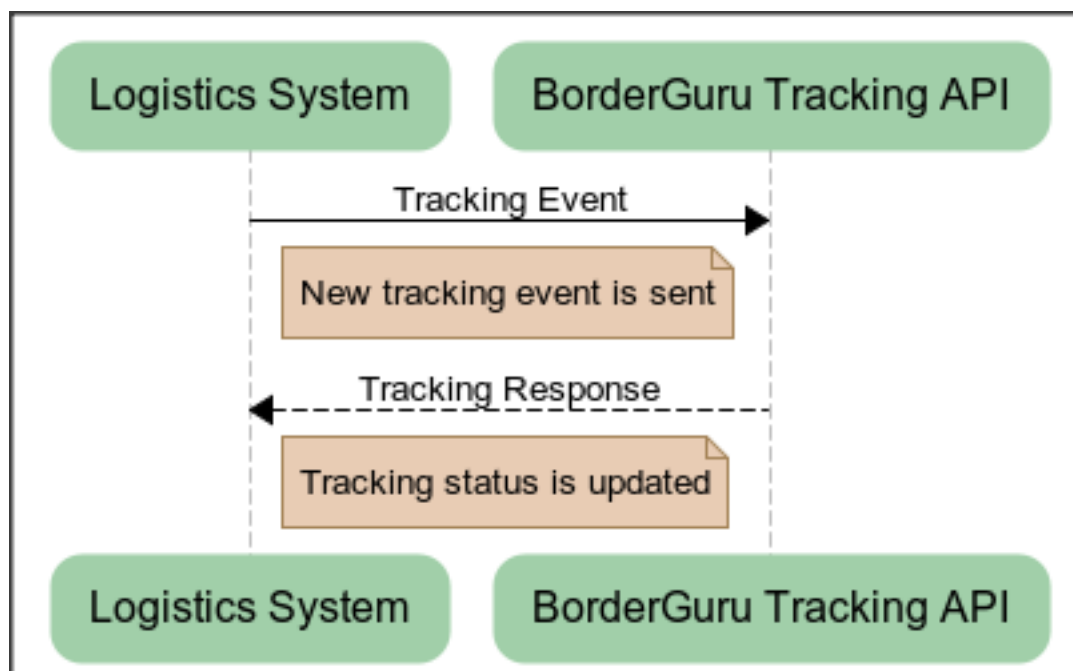 Logistics System
BorderGuru Tracking API
Tracking Event
New tracking event is sent
Tracking Response
Tracking status is updated
Logistics System
BorderGuru Tracking API